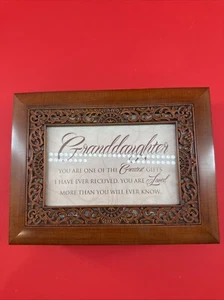 Granddaughter
YOU ARE ONE OF THE Greatest GIFTS
I HAVE EVER RECEIVED. YOU ARE Loved
MORE THAN YOU WILL EVER KNOW.